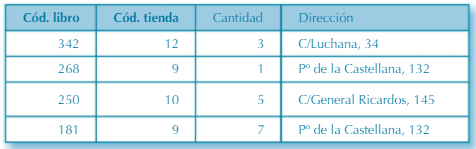 Cód. libro Cód. tienda Cantidad Dirección
342 12 3 C/Luchana, 34
268 9 1 Pº de la Castellana, 132
250 10 5 C/General Ricardos, 145
181 9 7 Pº de la Castellana, 132